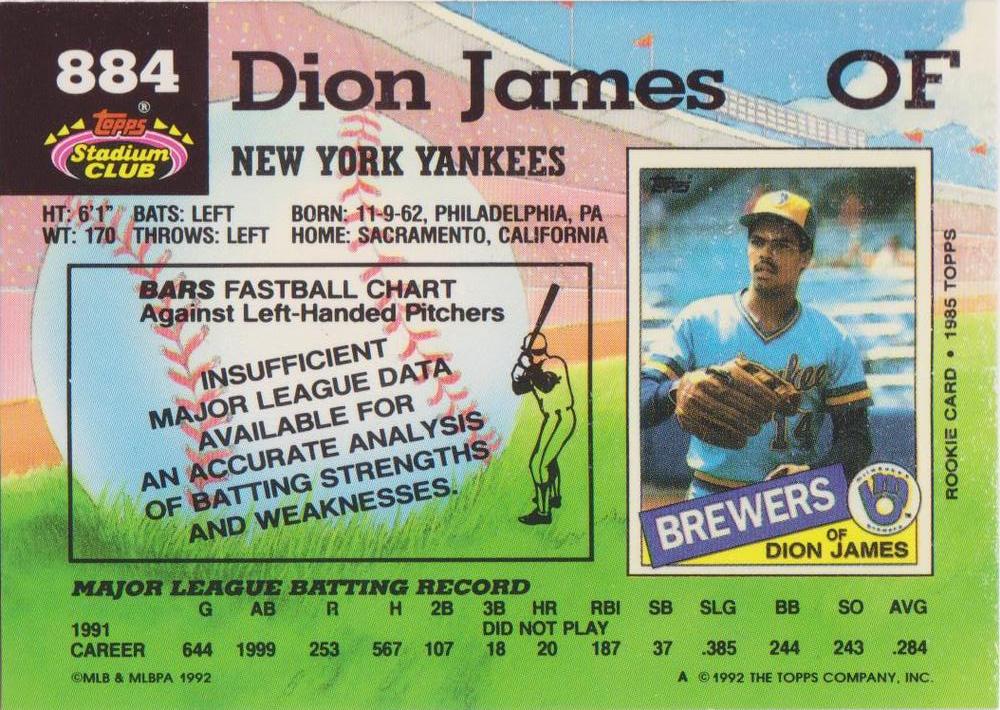 884
Dion James OF
Topps®
Stadium
CLUB
NEW YORK YANKEES
HT: 6'1" BATS: LEFT BORN: 11-9-62, PHILADELPHIA, PA
WT: 170 THROWS: LEFT HOME: SACRAMENTO, CALIFORNIA
BARS FASTBALL CHART
Against Left-Handed Pitchers
INSUFFICIENT
MAJOR LEAGUE DATA
AVAILABLE FOR
AN ACCURATE ANALYSIS
OF BATTING STRENGTHS
AND WEAKNESSES.
Topps
14
BREWERS
MILWAUKEE
BREWERS
OF
DION JAMES
ROOKIE CARD • 1985 TOPPS
MAJOR LEAGUE BATTING RECORD
G AB R H 2B 3B HR RBI SB SLG BB SO AVG
1991 DID NOT PLAY
CAREER 644 1999 253 567 107 18 20 187 37 .385 244 243 .284
©MLB & MLBPA 1992
A ©1992 THE TOPPS COMPANY, INC.